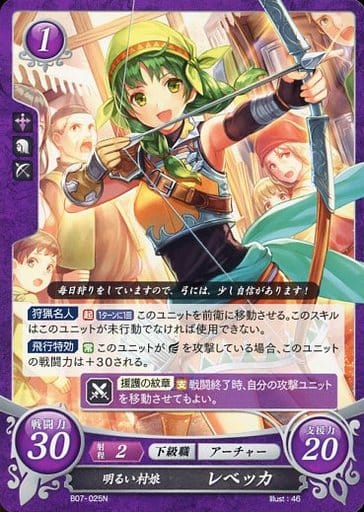 1
毎日狩りをしていますので、弓には、少し自信があります！
狩猟名人 起 1ターンに1回 このユニットを前衛に移動させる。このスキ
ルはこのユニットが未行動でなければ使用できない。
飛行特効 常 このユニットが を攻撃している場合、このユニット
の戦闘力は＋30される。
援護の紋章 支 戦闘終了時、自分の攻撃ユニット
を移動させてもよい。
戦闘力
30
射程 2 下級職 アーチャー
支援力
20
明るい村娘 レベッカ
B07-025N
Illust：46